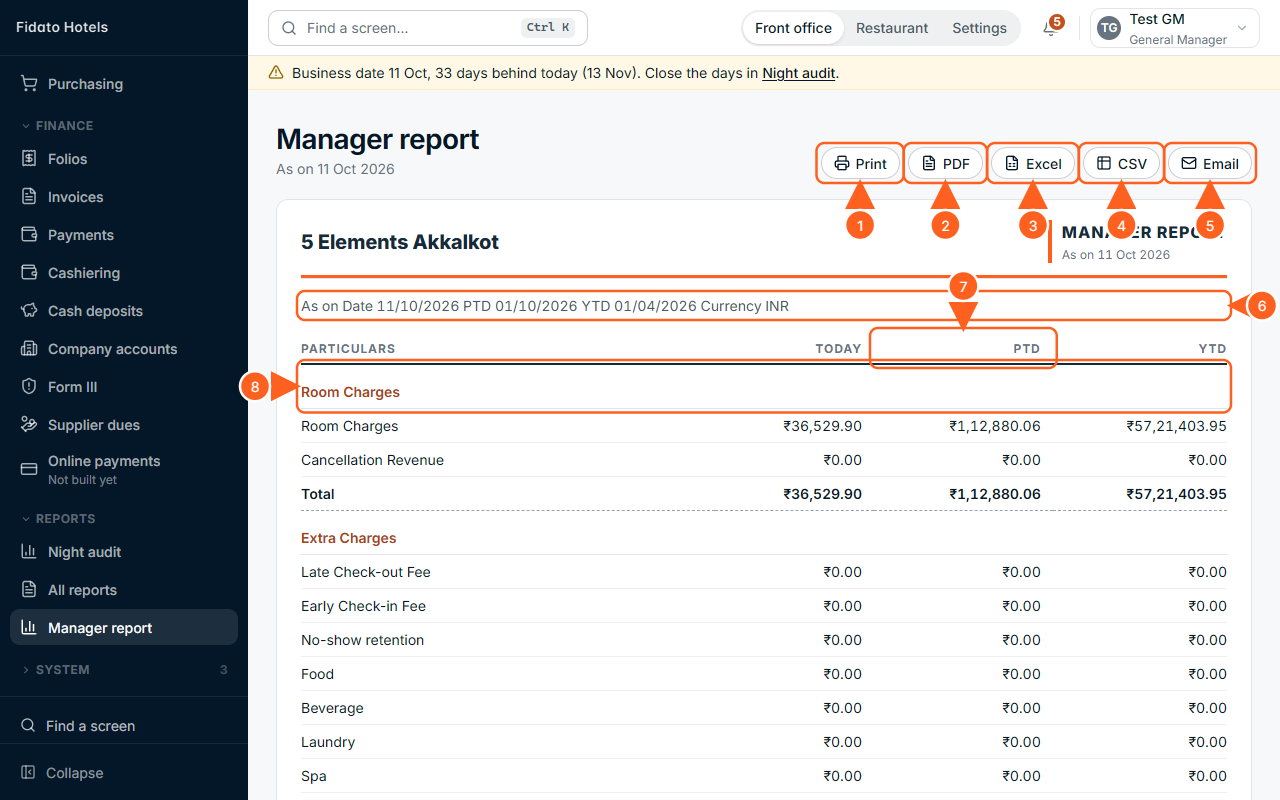 Fidato Hotels
Find a screen... Ctrl K
Front office Restaurant Settings
5
TG Test GM
General Manager
Business date 11 Oct, 33 days behind today (13 Nov). Close the days in Night audit.
Purchasing
FINANCE
Folios
Invoices
Payments
Cashiering
Cash deposits
Company accounts
Form III
Supplier dues
Online payments
Not built yet
REPORTS
Night audit
All reports
Manager report
SYSTEM 3
Find a screen
Collapse
Manager report
As on 11 Oct 2026
Print PDF Excel CSV Email
1 2 3 4 5
5 Elements Akkalkot
As on 11 Oct 2026
7
As on Date 11/10/2026 PTD 01/10/2026 YTD 01/04/2026 Currency INR
6
PARTICULARS TODAY PTD YTD
8
Room Charges
Room Charges ₹36,529.90 ₹1,12,880.06 ₹57,21,403.95
Cancellation Revenue ₹0.00 ₹0.00 ₹0.00
Total ₹36,529.90 ₹1,12,880.06 ₹57,21,403.95
Extra Charges
Late Check-out Fee ₹0.00 ₹0.00 ₹0.00
Early Check-in Fee ₹0.00 ₹0.00 ₹0.00
No-show retention ₹0.00 ₹0.00 ₹0.00
Food ₹0.00 ₹0.00 ₹0.00
Beverage ₹0.00 ₹0.00 ₹0.00
Laundry ₹0.00 ₹0.00 ₹0.00
Spa ₹0.00 ₹0.00 ₹0.00